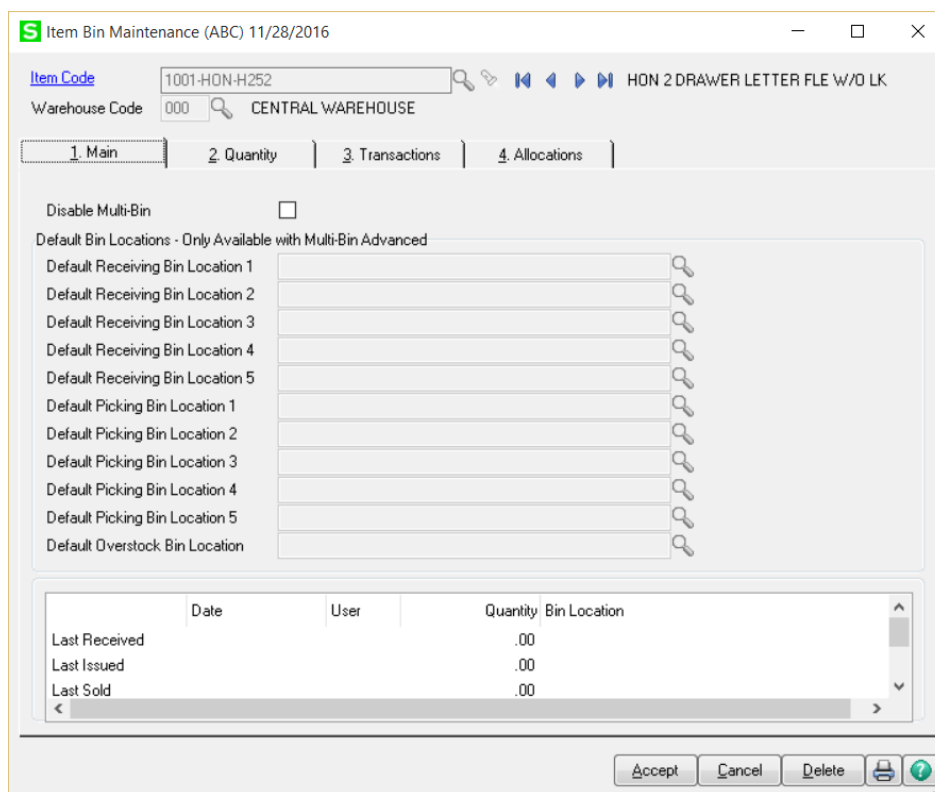 S Item Bin Maintenance (ABC) 11/28/2016
Item Code 1001-HON-H252 HON 2 DRAWER LETTER FLE W/O LK
Warehouse Code 000 CENTRAL WAREHOUSE
1. Main 2. Quantity 3. Transactions 4. Allocations
Disable Multi-Bin
Default Bin Locations - Only Available with Multi-Bin Advanced
Default Receiving Bin Location 1
Default Receiving Bin Location 2
Default Receiving Bin Location 3
Default Receiving Bin Location 4
Default Receiving Bin Location 5
Default Picking Bin Location 1
Default Picking Bin Location 2
Default Picking Bin Location 3
Default Picking Bin Location 4
Default Picking Bin Location 5
Default Overstock Bin Location
Date User Quantity Bin Location
Last Received .00
Last Issued .00
Last Sold .00
Accept Cancel Delete ?